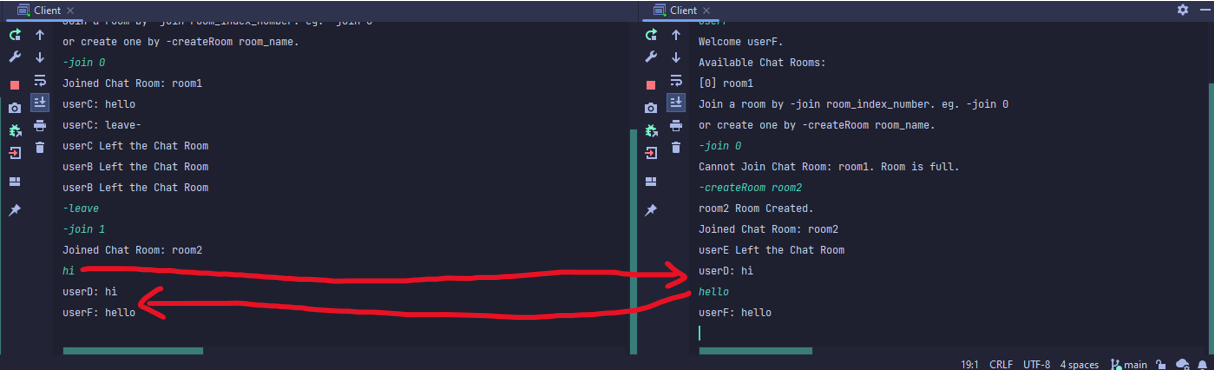 Client
Join a room by -join room_index_number. eg. -join 0
or create one by -createRoom room_name.
-join 0
Joined Chat Room: room1
userC: hello
userC: leave-
userC Left the Chat Room
userB Left the Chat Room
userB Left the Chat Room
-leave
-join 1
Joined Chat Room: room2
hi
userD: hi
userF: hello
Client
userF
Welcome userF.
Available Chat Rooms:
[0] room1
Join a room by -join room_index_number. eg. -join 0
or create one by -createRoom room_name.
-join 0
Cannot Join Chat Room: room1. Room is full.
-createRoom room2
room2 Room Created.
Joined Chat Room: room2
userE Left the Chat Room
userD: hi
hello
userF: hello
19:1 CRLF UTF-8 4 spaces main